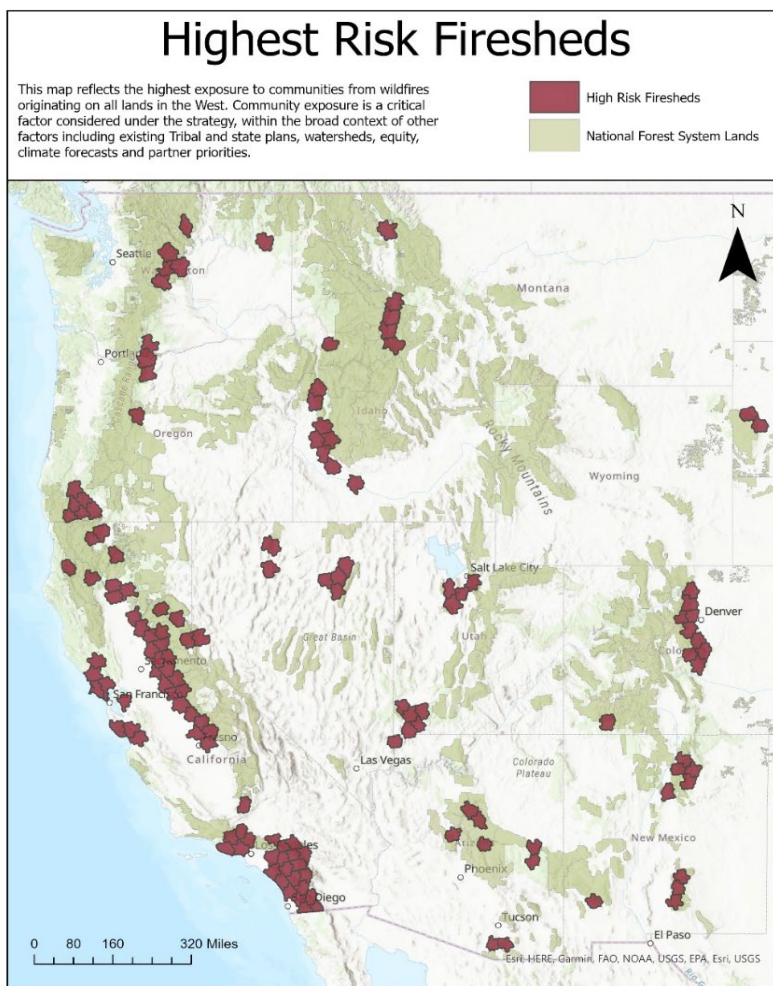 Highest Risk Firesheds
This map reflects the highest exposure to communities from wildfires
originating on all lands in the West. Community exposure is a critical
factor considered under the strategy, within the broad context of other
factors including existing Tribal and state plans, watersheds, equity,
climate forecasts and partner priorities.
High Risk Firesheds
National Forest System Lands
N
Seattle
Montana
Oregon
Idaho
Rocky Mountains
Wyoming
Salt Lake City
Great Basin
Utah
Denver
California
Las Vegas
Colorado
Plateau
New Mexico
Phoenix
Tucson
El Paso
0 80 160 320 Miles
Esri, HERE, Garmin, FAO, NOAA, USGS, EPA, Esri, USGS